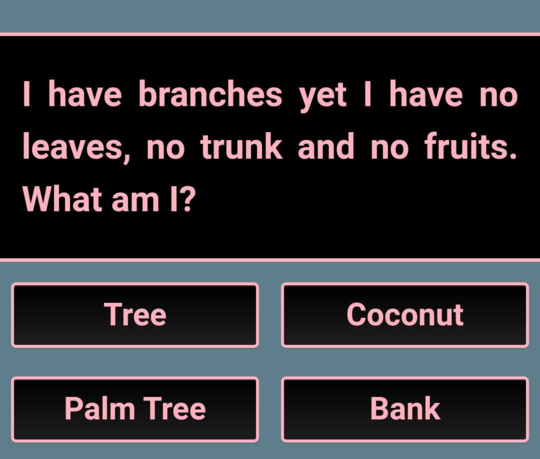 I have branches yet I have no
leaves, no trunk and no fruits.
What am I?
Tree
Coconut
Palm Tree
Bank